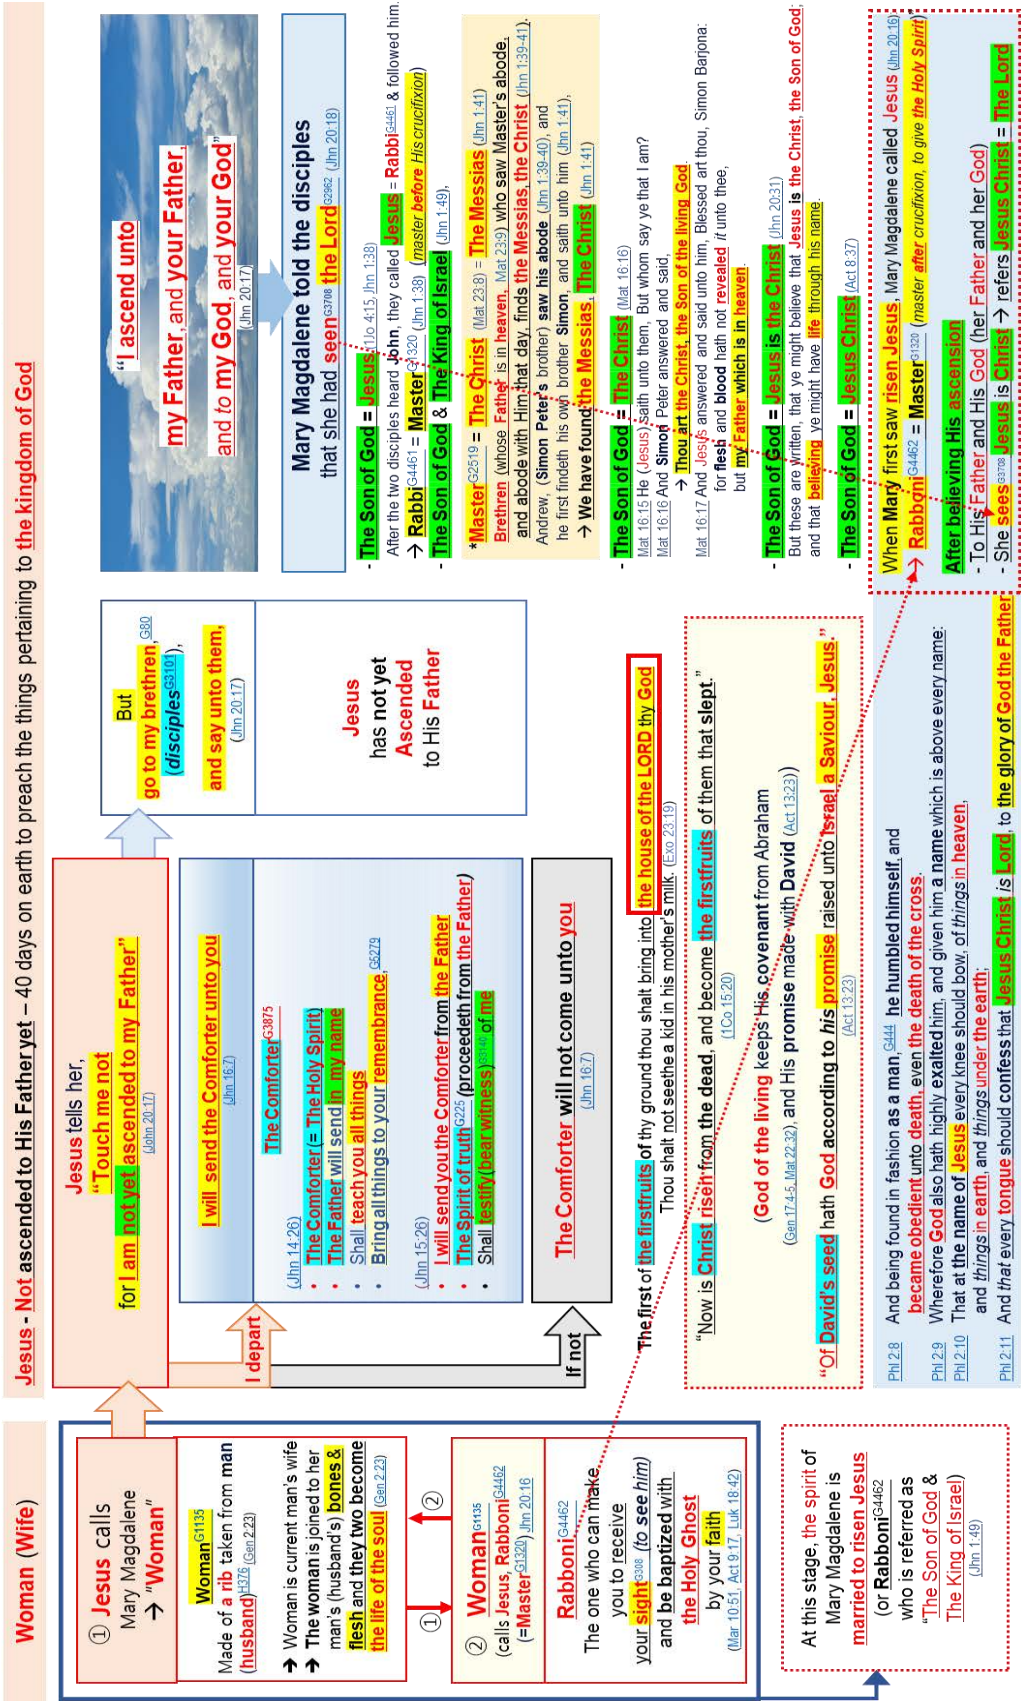 Woman (Wife)
Jesus - Not ascended to His Father yet – 40 days on earth to preach the things pertaining to the kingdom of God
① Jesus calls
Mary Magdalene
➔ “Woman”
WomanG1135
Made of a rib taken from man
(husband)H376 (Gen 2:23)
➔ Woman is current man's wife
➔ The woman is joined to her
man's (husband's) bones &
flesh and they two become
the life of the soul (Gen 2:23)
①
②
② WomanG1135
(calls Jesus, RabboniG4462
(=MasterG1320) Jhn 20:16
RabboniG4462
The one who can make
you to receive
your sightG308 (to see him)
and be baptized with
the Holy Ghost
by your faith
(Mar 10:51, Act 9:17, Luk 18:42)
At this stage, the spirit of
Mary Magdalene is
married to risen Jesus
(or RabboniG4462
who is referred as
“The Son of God &
The King of Israel)
(Jhn 1:49)
Jesus tells her,
“Touch me not
for I am not yet ascended to my Father”
(John 20:17)
I depart
If not
I will send the Comforter unto you
(Jhn 16:7)
The ComforterG3875
(Jhn 14:26)
• The Comforter (= The Holy Spirit)
• The Father will send in my name
• Shall teach you all things
• Bring all things to your remembrance,G5279
(Jhn 15:26)
• I will send you the Comforter from the Father
• The Spirit of truthG225 (proceedeth from the Father)
• Shall testify(bear witness)G3140 of me
The Comforter will not come unto you
(Jhn 16:7)
But
go to my brethren,G80
(disciplesG3101),
and say unto them,
(Jhn 20:17)
Jesus
has not yet
Ascended
to His Father
“I ascend unto
my Father, and your Father,
and to my God, and your God”
(Jhn 20:17)
Mary Magdalene told the disciples
that she had seenG3708 the LordG2962 (Jhn 20:18)
- The Son of God = Jesus (1Jo 4:15, Jhn 1:38)
After the two disciples heard John, they called Jesus = RabbiG4461 & followed him.
➔ RabbiG4461 = MasterG1320 (Jhn 1:38) (master before His crucifixion)
- The Son of God & The King of Israel (Jhn 1:49),
*MasterG2519 = The Christ (Mat 23:8) = The Messias (Jhn 1:41)
Brethren (whose Father is in heaven, Mat 23:9) who saw Master's abode,
and abode with Him that day, finds the Messias, the Christ (Jhn 1:39-41).
Andrew, (Simon Peter's brother) saw his abode (Jhn 1:39-40), and
he first findeth his own brother Simon, and saith unto him (Jhn 1:41),
➔ We have found the Messias, The Christ (Jhn 1:41)
- The Son of God = The Christ (Mat 16:16)
Mat 16:15 He (Jesus) saith unto them, But whom say ye that I am?
Mat 16:16 And Simon Peter answered and said,
➔ Thou art the Christ, the Son of the living God.
Mat 16:17 And Jesus answered and said unto him, Blessed art thou, Simon Barjona:
for flesh and blood hath not revealed it unto thee,
but my Father which is in heaven.
- The Son of God = Jesus is the Christ (Jhn 20:31)
But these are written, that ye might believe that Jesus is the Christ, the Son of God;
and that believing ye might have life through his name.
- The Son of God = Jesus Christ (Act 8:37)
The first of the firstfruits of thy ground thou shalt bring into the house of the LORD thy God
Thou shalt not seethe a kid in his mother's milk. (Exo 23:19)
“Now is Christ risen from the dead, and become the firstfruits of them that slept.”
(1Co 15:20)
(God of the living keeps His covenant from Abraham
(Gen 17:4-5, Mat 22:32), and His promise made with David (Act 13:23))
“Of David's seed hath God according to his promise raised unto Israel a Saviour, Jesus.”
(Act 13:23)
Phl 2:8 And being found in fashion as a man,G444 he humbled himself, and
became obedient unto death, even the death of the cross.
Phl 2:9 Wherefore God also hath highly exalted him, and given him a name which is above every name:
Phl 2:10 That at the name of Jesus every knee should bow, of things in heaven,
and things in earth, and things under the earth;
Phl 2:11 And that every tongue should confess that Jesus Christ is Lord, to the glory of God the Father.
When Mary first saw risen Jesus, Mary Magdalene called Jesus (Jhn 20:16)
➔ RabboniG4462 = MasterG1320 (master after crucifixion, to give the Holy Spirit)
After believing His ascension
- To His Father and His God (her Father and her God)
- She seesG3708 Jesus is Christ ➔ refers Jesus Christ = The Lord